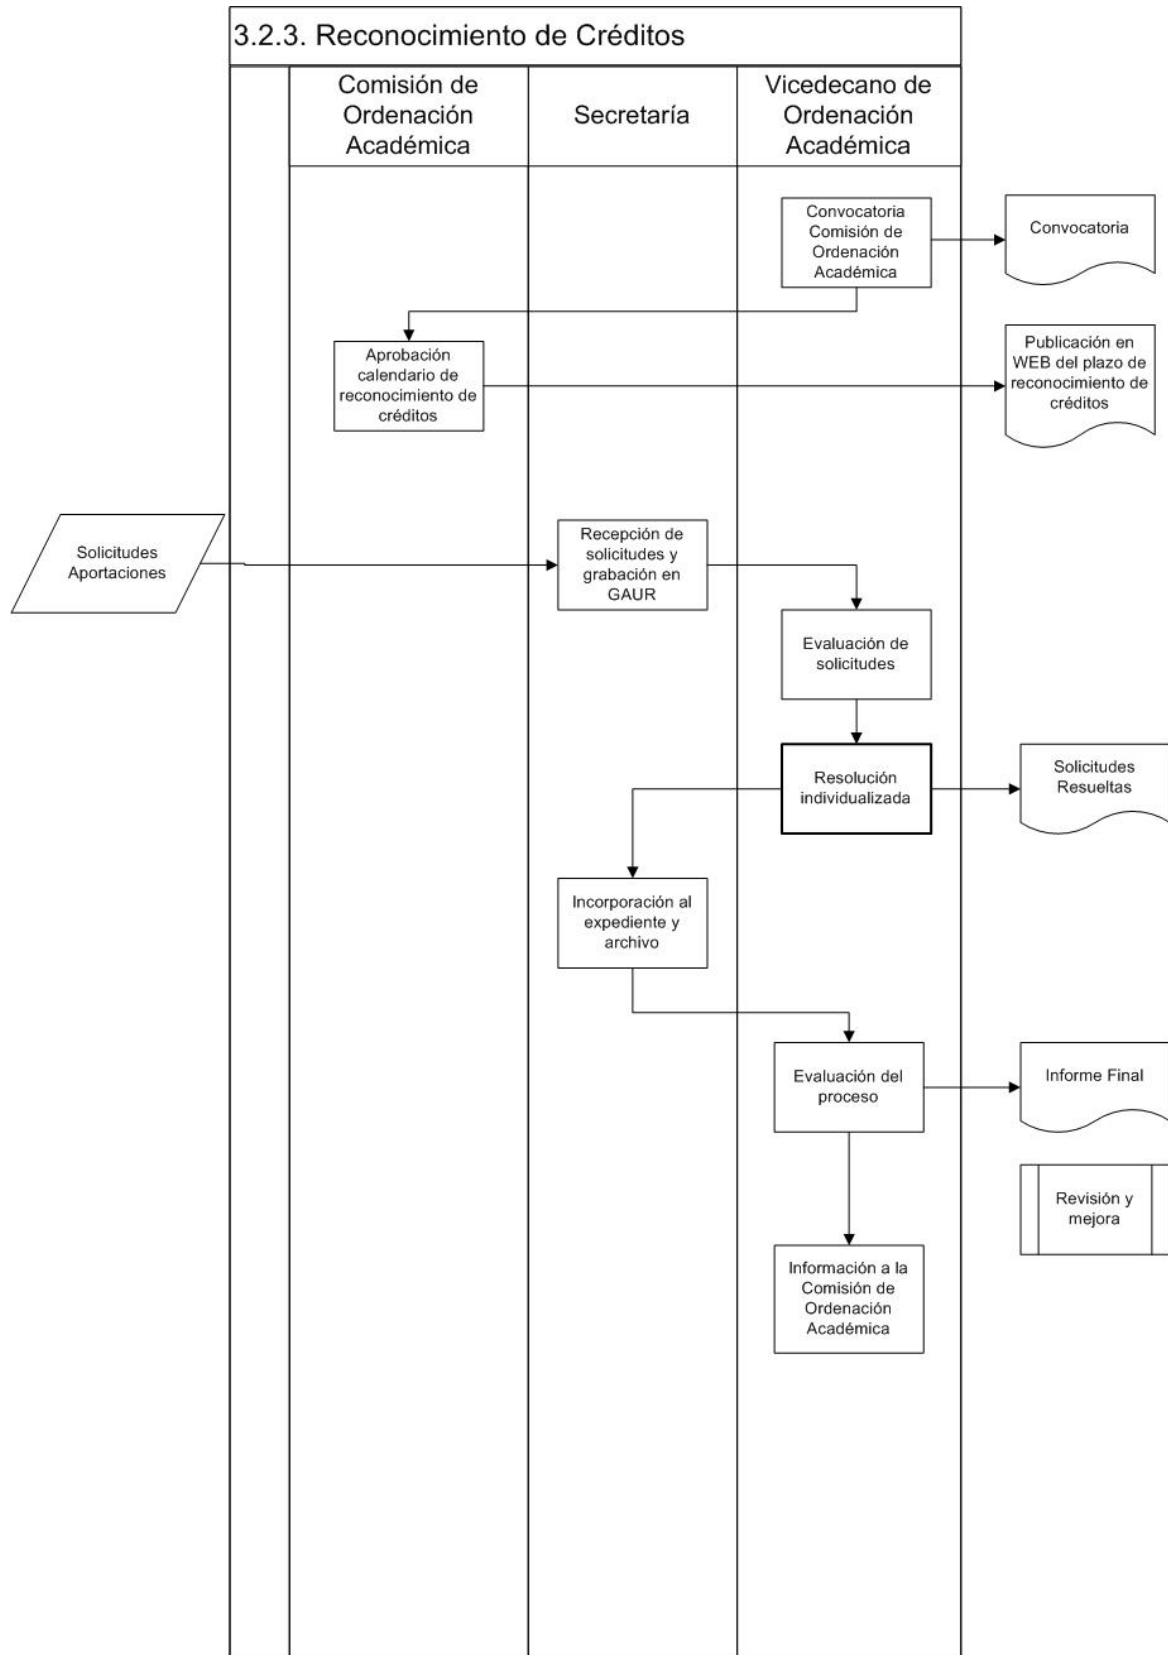 3.2.3. Reconocimiento de Créditos
Comisión de
Ordenación
Académica
Secretaría
Vicedecano de
Ordenación
Académica
Convocatoria
Comisión de
Ordenación
Académica
Convocatoria
Aprobación
calendario de
reconocimiento de
créditos
Publicación en
WEB del plazo de
reconocimiento de
créditos
Solicitudes
Aportaciones
Recepción de
solicitudes y
grabación en
GAUR
Evaluación de
solicitudes
Resolución
individualizada
Solicitudes
Resueltas
Incorporación al
expediente y
archivo
Evaluación del
proceso
Informe Final
Revisión y
mejora
Información a la
Comisión de
Ordenación
Académica